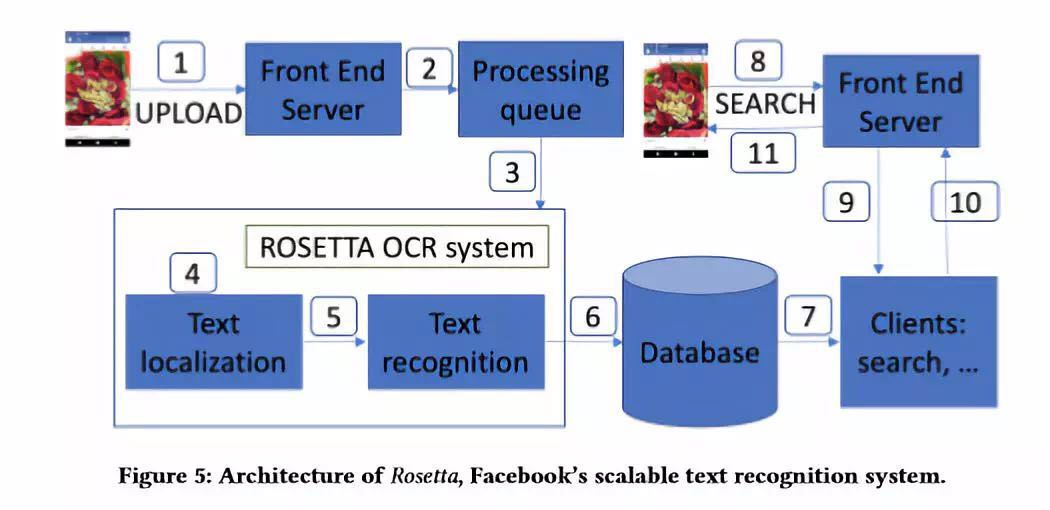 1
UPLOAD
Front End
Server
2
Processing
queue
3
ROSETTA OCR system
4
Text
localization
5
Text
recognition
6
Database
7
Clients:
search, ...
8
SEARCH
11
Front End
Server
9
10
Figure 5: Architecture of Rosetta, Facebook's scalable text recognition system.